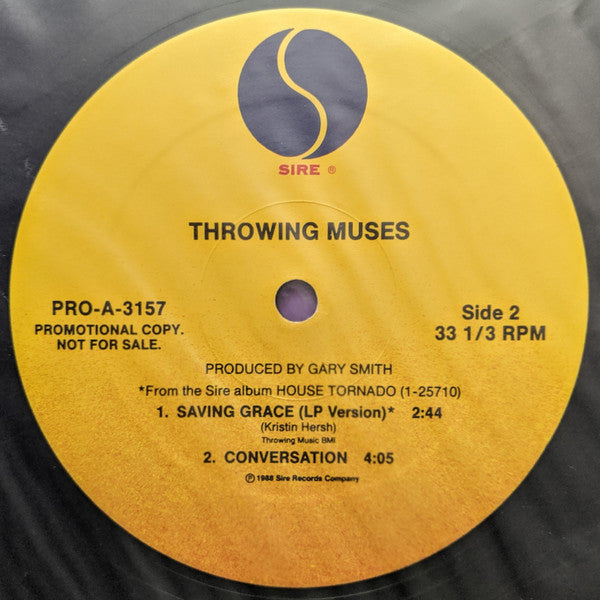 SIRE ®
THROWING MUSES
PRO-A-3157
PROMOTIONAL COPY.
NOT FOR SALE.
Side 2
33 1/3 RPM
PRODUCED BY GARY SMITH
*From the Sire album HOUSE TORNADO (1-25710)
1. SAVING GRACE (LP Version)* 2:44
(Kristin Hersh)
Throwing Music BMI
2. CONVERSATION 4:05
℗ 1988 Sire Records Company